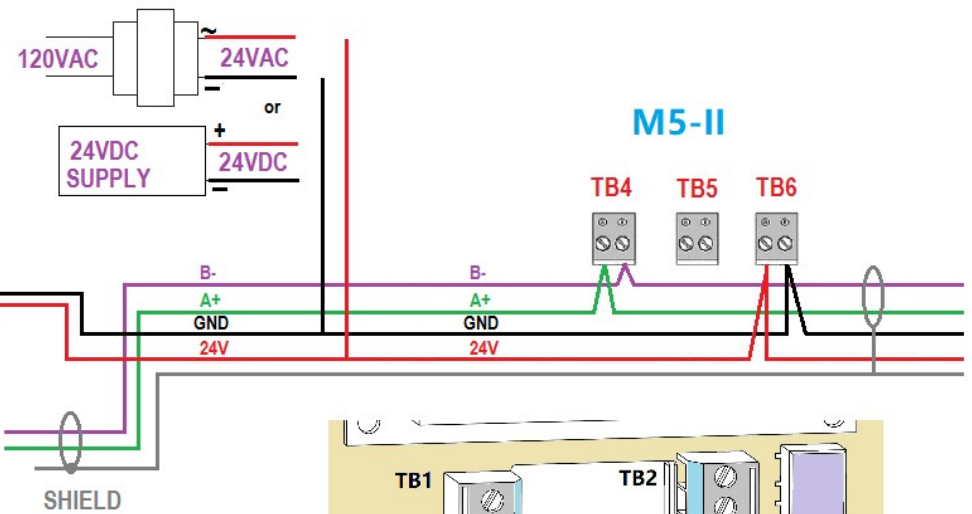 ~
120VAC
24VAC
–
or
+
24VDC
SUPPLY
24VDC
–
M5-II
TB4
TB5
TB6
B-
B-
A+
A+
GND
GND
24V
24V
TB1
TB2
SHIELD